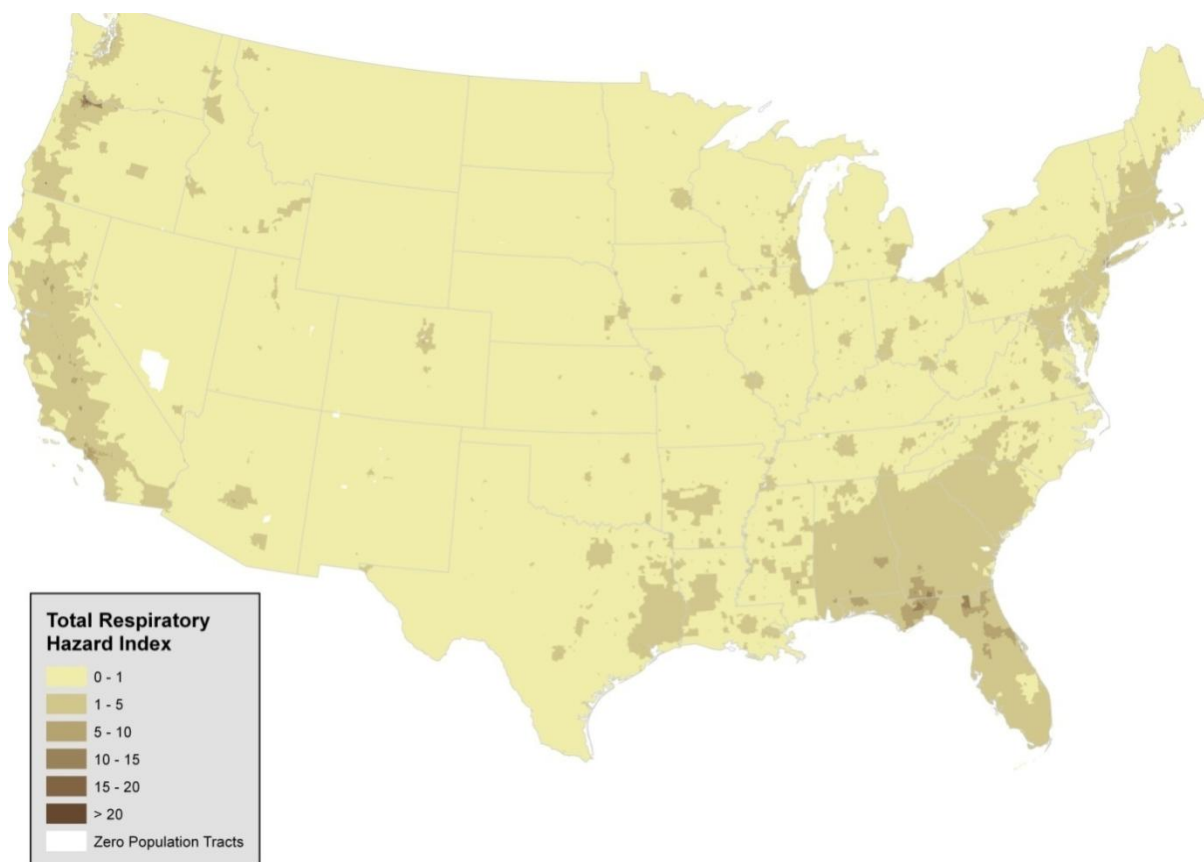 Total Respiratory
Hazard Index
0 - 1
1 - 5
5 - 10
10 - 15
15 - 20
> 20
Zero Population Tracts